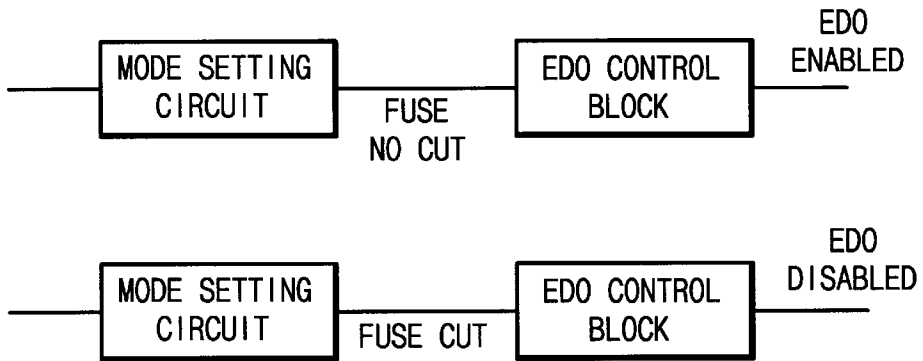 MODE SETTING
CIRCUIT
FUSE
NO CUT
EDO CONTROL
BLOCK
EDO
ENABLED
MODE SETTING
CIRCUIT
FUSE CUT
EDO CONTROL
BLOCK
EDO
DISABLED